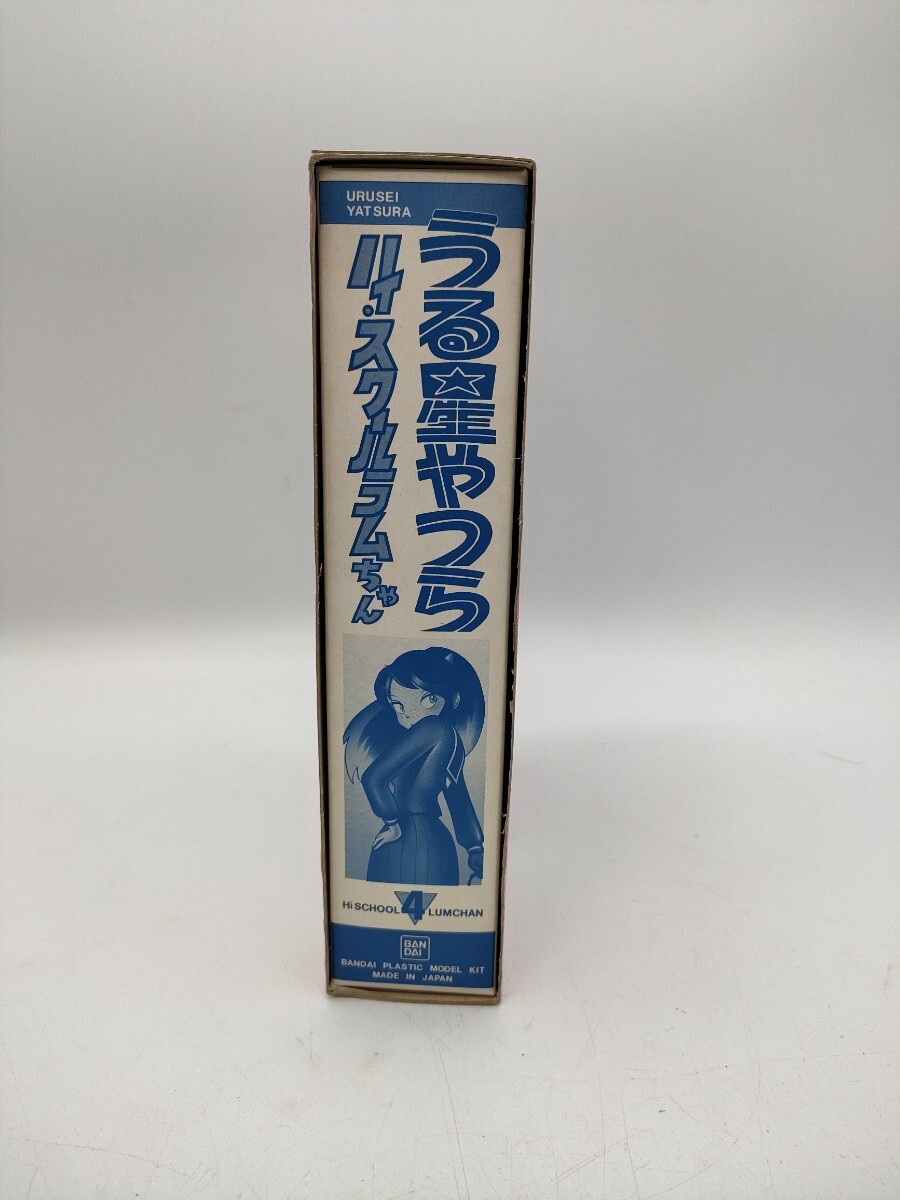 URUSEI
YATSURA
うる星やつら
ハイ・スクールラムちゃん
Hi SCHOOL 4 LUMCHAN
BAN
DAI
BANDAI PLASTIC MODEL KIT
MADE IN JAPAN